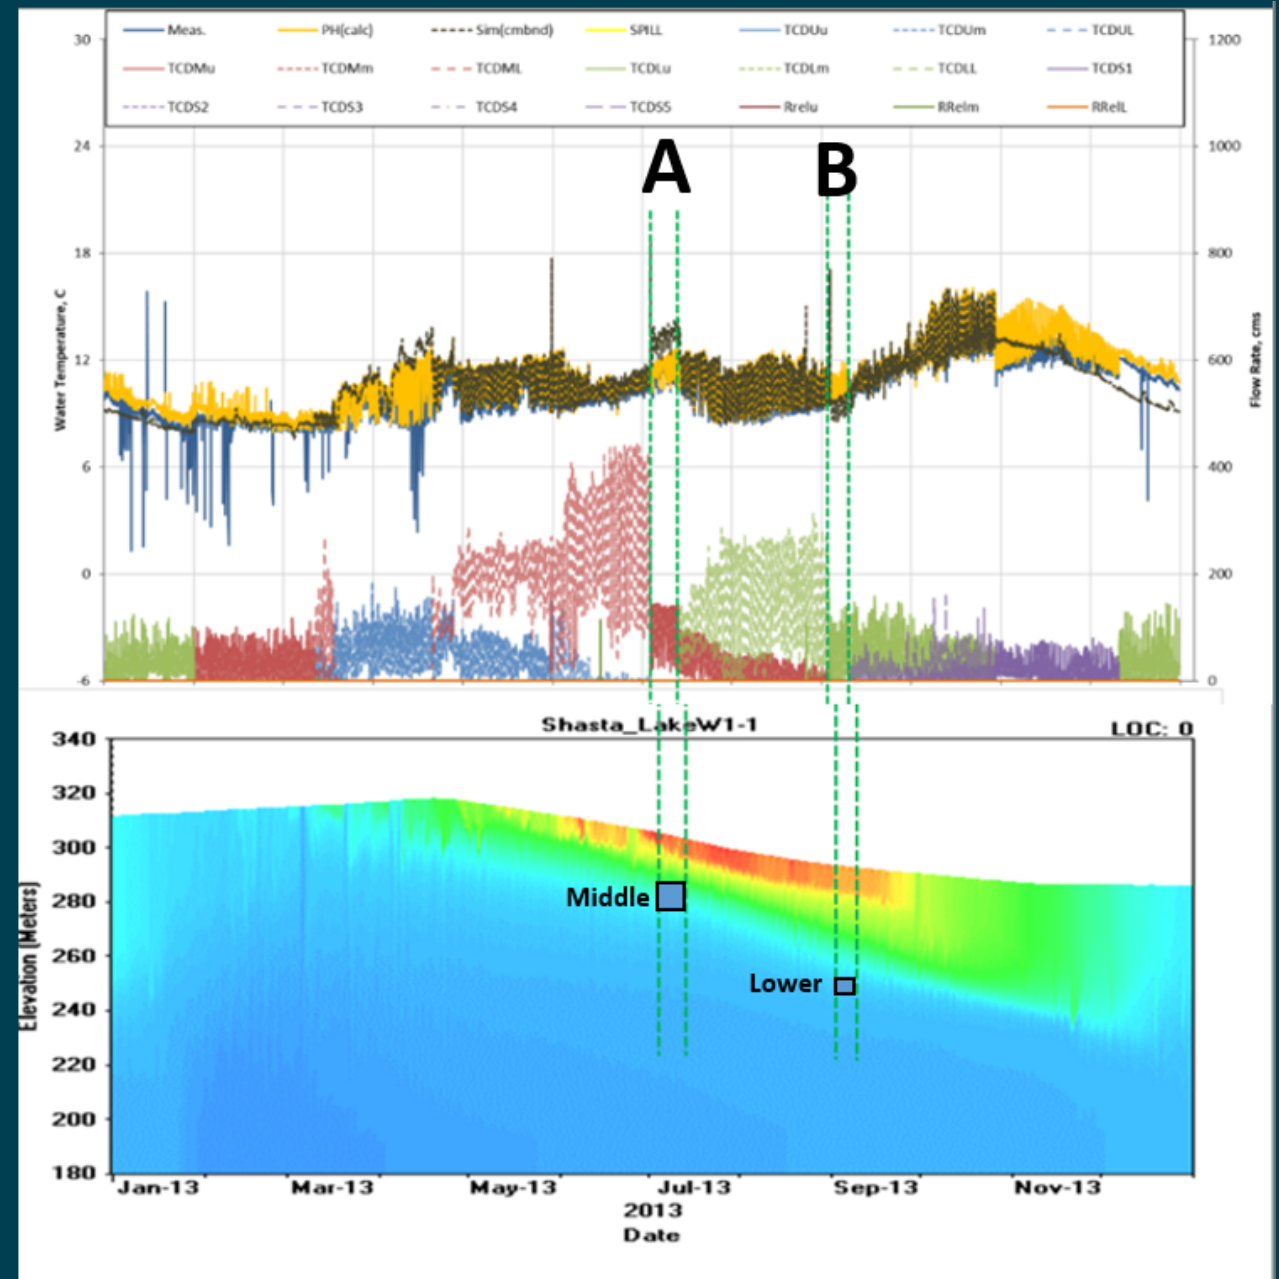 Meas. PH(calc) Sim(cmbnd) SPILL TCDUu TCDUm TCDUL
TCDMu TCDMm TCDML TCDLu TCDLm TCDLL TCDS1
TCDS2 TCDS3 TCDS4 TCDS5 Rrelu RRelm RRelL
30 1200
24 1000
A B
18 800
12 600
6 400
0 200
-6 0
Water Temperature, C
Flow Rate, cms
Shasta_LakeW1-1 LOC: 0
340
320
300
280
260
240
220
200
180
Elevation (Meters)
Middle
Lower
Jan-13 Mar-13 May-13 Jul-13 Sep-13 Nov-13
2013
Date